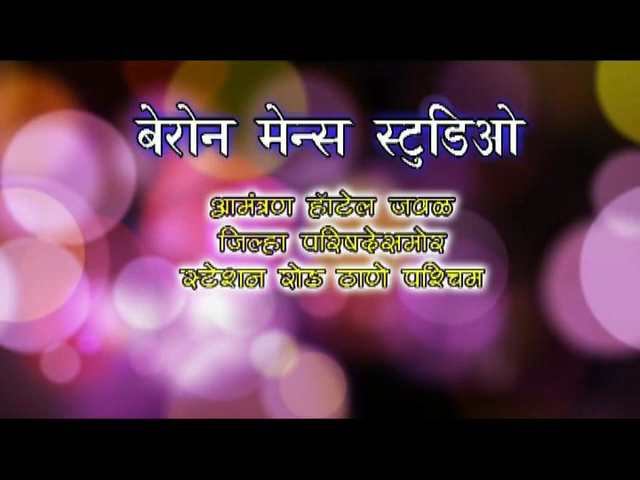 बेरोन मेन्स स्टुडिओ
आमंत्रण हॉटेल जवळ
जिल्हा परिषदेसमोर
स्टेशन रोड ठाणे पश्चिम